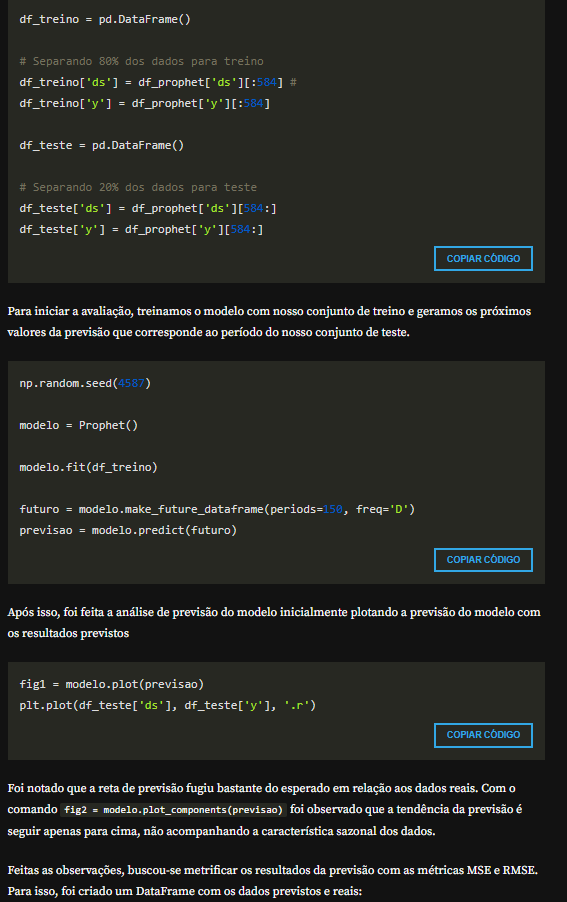 df_treino = pd.DataFrame()
# Separando 80% dos dados para treino
df_treino['ds'] = df_prophet['ds'][:584] #
df_treino['y'] = df_prophet['y'][:584]
df_teste = pd.DataFrame()
# Separando 20% dos dados para teste
df_teste['ds'] = df_prophet['ds'][584:]
df_teste['y'] = df_prophet['y'][584:]
COPIAR CÓDIGO
Para iniciar a avaliação, treinamos o modelo com nosso conjunto de treino e geramos os próximos
valores da previsão que corresponde ao período do nosso conjunto de teste.
np.random.seed(4587)
modelo = Prophet()
modelo.fit(df_treino)
futuro = modelo.make_future_dataframe(periods=150, freq='D')
previsao = modelo.predict(futuro)
COPIAR CÓDIGO
Após isso, foi feita a análise de previsão do modelo inicialmente plotando a previsão do modelo com
os resultados previstos
fig1 = modelo.plot(previsao)
plt.plot(df_teste['ds'], df_teste['y'], '.r')
COPIAR CÓDIGO
Foi notado que a reta de previsão fugiu bastante do esperado em relação aos dados reais. Com o
comando fig2 = modelo.plot_components(previsao) foi observado que a tendência da previsão é
seguir apenas para cima, não acompanhando a característica sazonal dos dados.
Feitas as observações, buscou-se metrificar os resultados da previsão com as métricas MSE e RMSE.
Para isso, foi criado um DataFrame com os dados previstos e reais: